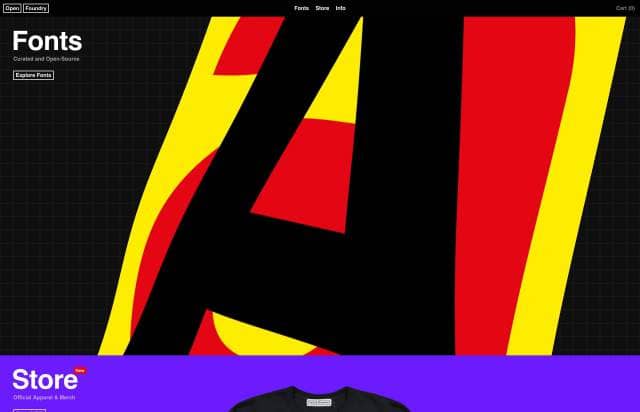 Open Foundry
Fonts Store Info
Cart (0)
Fonts
Curated and Open-Source
Explore Fonts
A
Store New
Official Apparel & Merch